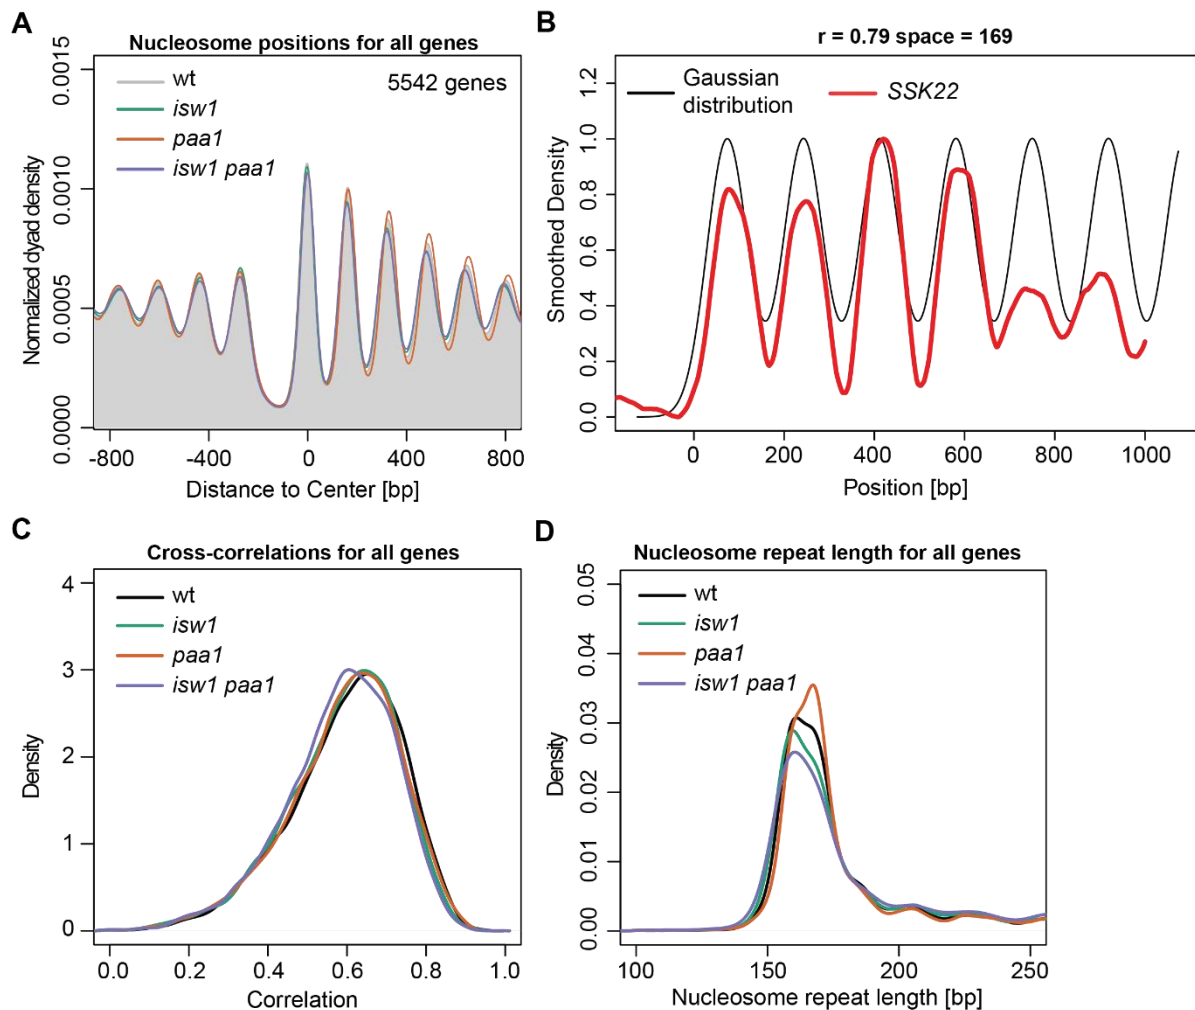 A
Nucleosome positions for all genes
wt
isw1
paa1
isw1 paa1
5542 genes
0.0015
0.0010
0.0005
0.0000
Normalized dyad density
-800
-400
0
400
800
Distance to Center [bp]
B
r = 0.79 space = 169
Gaussian
distribution
SSK22
1.2
1.0
0.8
0.6
0.4
0.2
0.0
Smoothed Density
0
200
400
600
800
1000
Position [bp]
C
Cross-correlations for all genes
wt
isw1
paa1
isw1 paa1
4
3
2
1
0
Density
0.0
0.2
0.4
0.6
0.8
1.0
Correlation
D
Nucleosome repeat length for all genes
wt
isw1
paa1
isw1 paa1
0.05
0.04
0.03
0.02
0.01
0.00
Density
100
150
200
250
Nucleosome repeat length [bp]